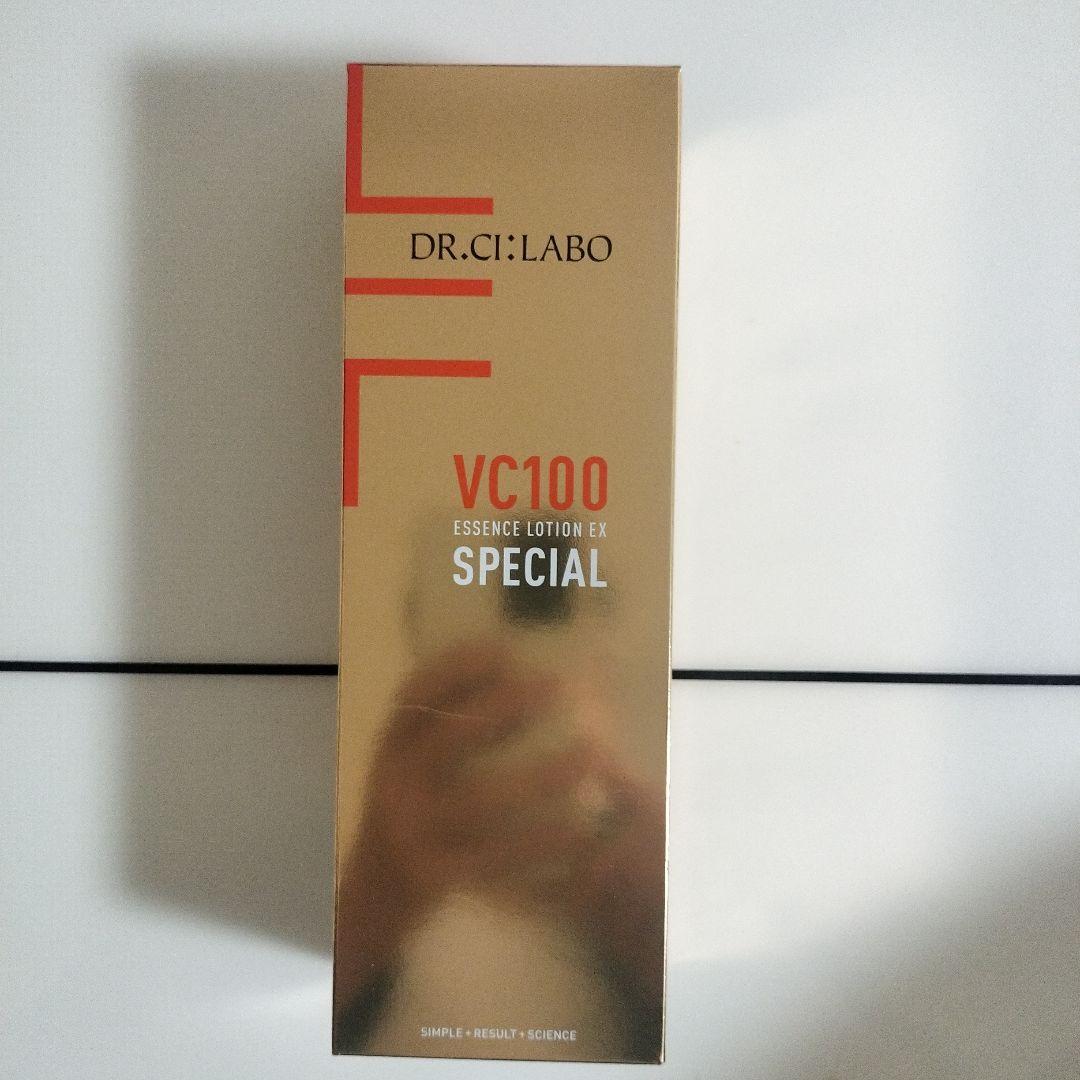 DR.CI:LABO
VC100
ESSENCE LOTION EX
SPECIAL
SIMPLE + RESULT + SCIENCE